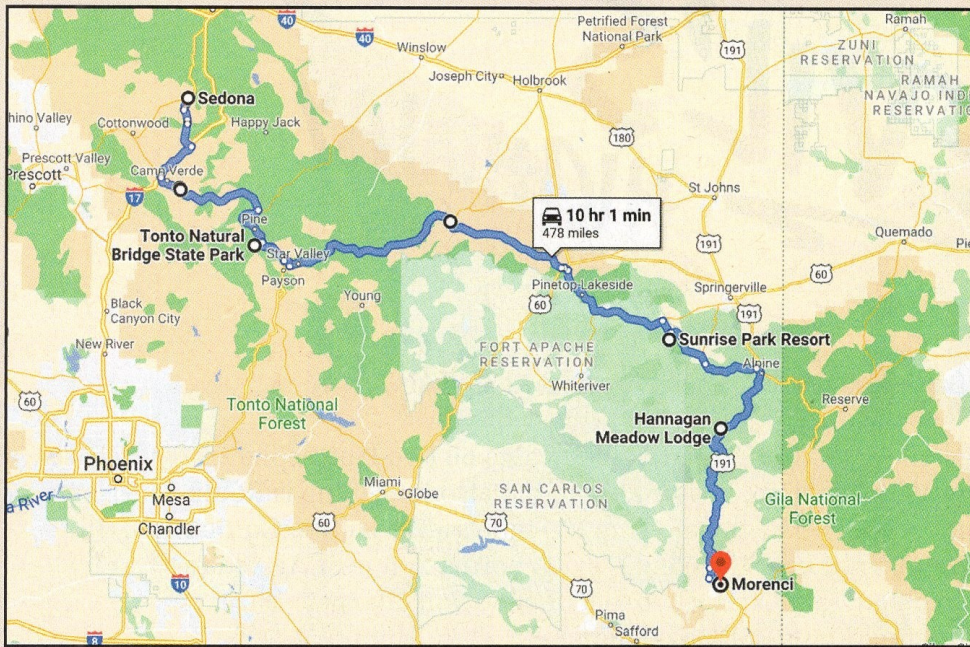 40
40
Petrified Forest
National Park
Ramah
ZUNI
RESERVATION
RAMAH
Winslow
191
Joseph City
Holbrook
Sedona
hino Valley
Cottonwood
Happy Jack
180
Prescott Valley
Prescott
Camp Verde
17
St Johns
10 hr 1 min
478 miles
Pine
Tonto Natural
Bridge State Park
Star Valley
Payson
191
Quemado
60
Pinetop-Lakeside
Young
60
Springerville
191
Black
Canyon City
New River
Sunrise Park Resort
FORT APACHE
RESERVATION
Alpine
Whiteriver
Reserve
60
Tonto National
Forest
Hannagan
Meadow Lodge
191
Phoenix
Mesa
Chandler
Miami
Globe
60
SAN CARLOS
RESERVATION
70
Gila National
Forest
10
70
Morenci
Pima
Safford
8